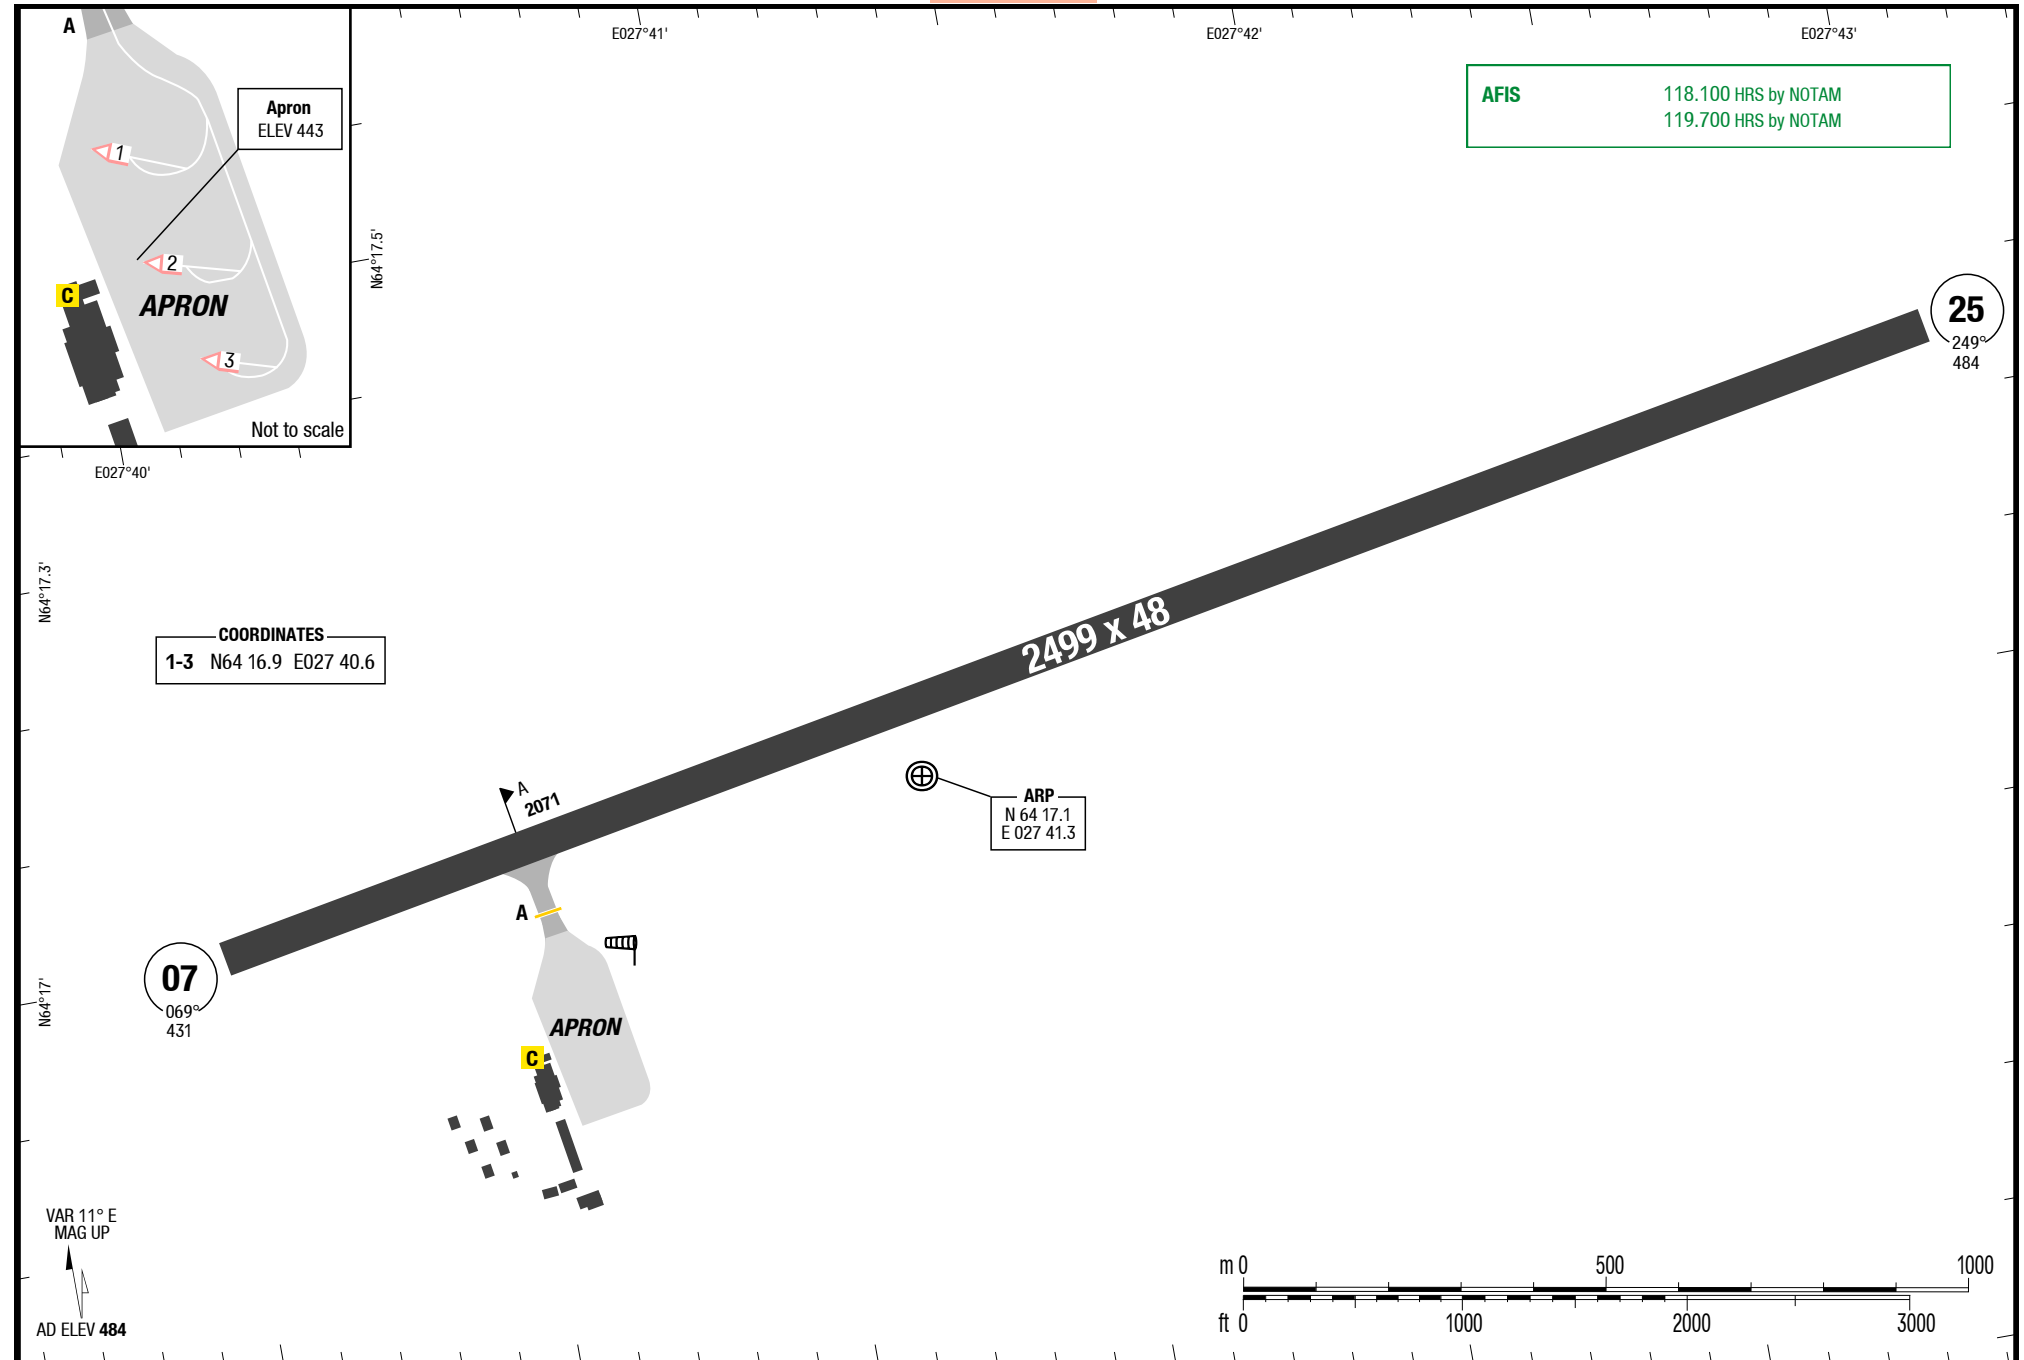 A
Apron
ELEV 443
1
2
C
APRON
3
Not to scale
E027°40'
E027°41'
E027°42'
E027°43'
N64°17.5'
AFIS 118.100 HRS by NOTAM
119.700 HRS by NOTAM
25
249°
484
N64°17.3'
COORDINATES
1-3 N64 16.9 E027 40.6
2499 x 48
A
2071
ARP
N 64 17.1
E 027 41.3
A
07
069°
431
N64°17'
APRON
C
VAR 11° E
MAG UP
AD ELEV 484
m 0 500 1000
ft 0 1000 2000 3000